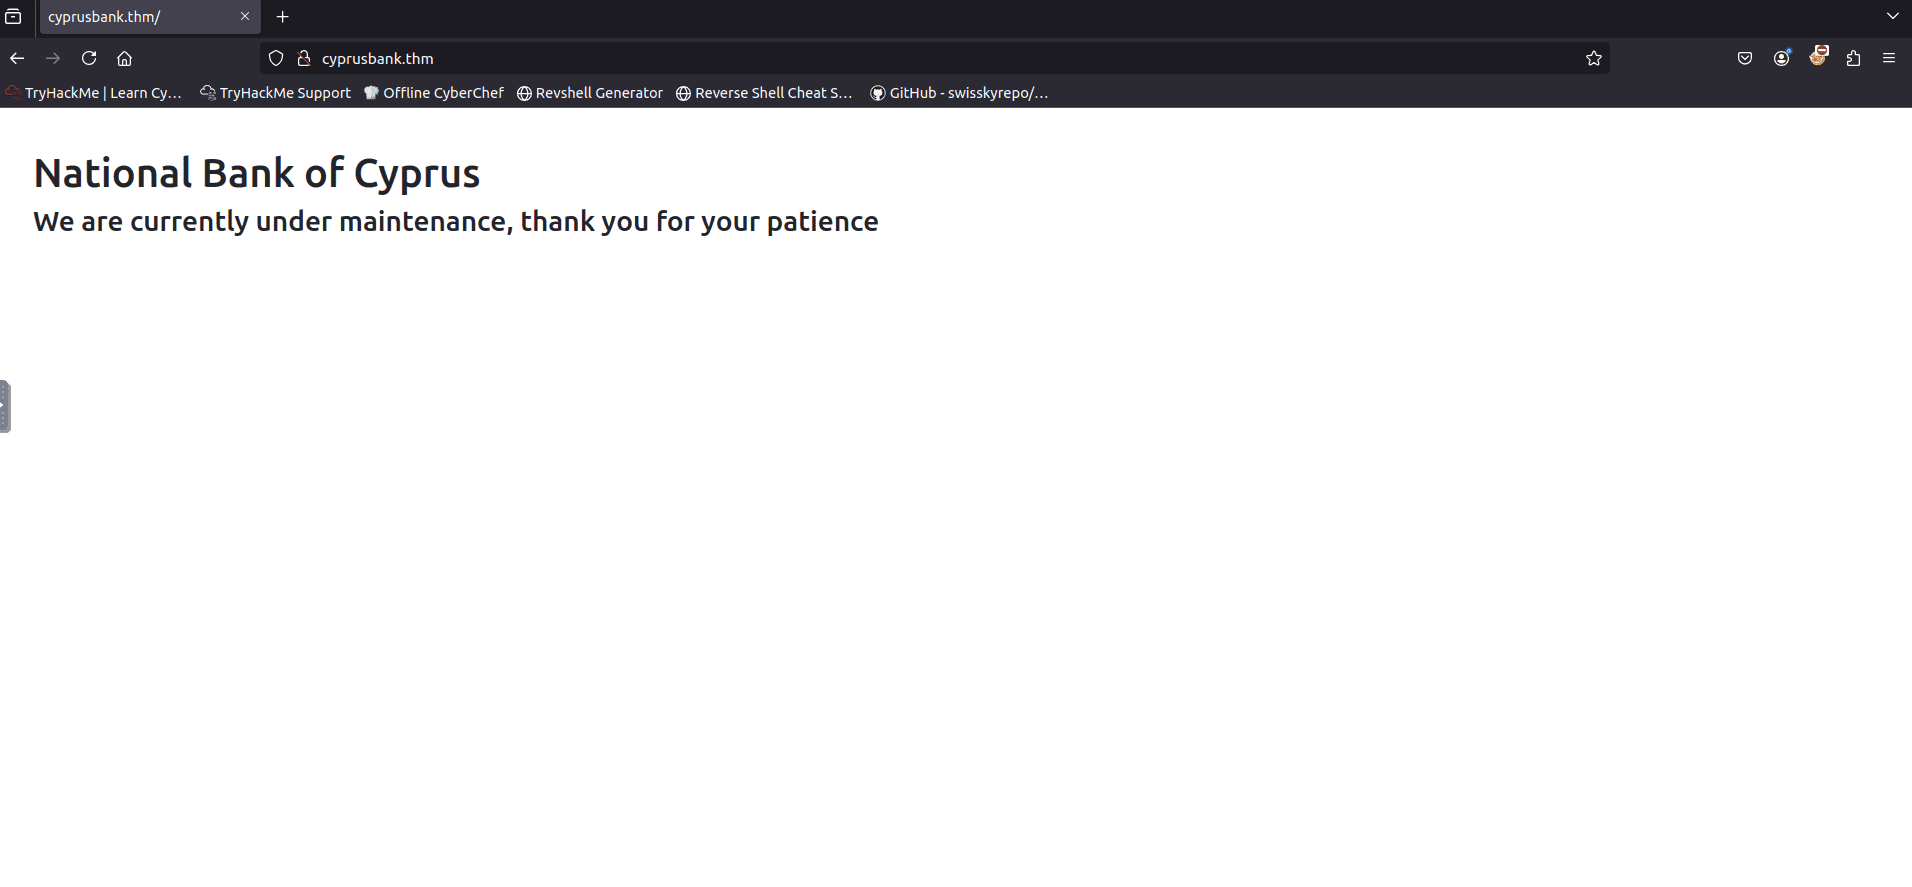 cyprusbank.thm/
cyprusbank.thm
TryHackMe | Learn Cy... TryHackMe Support Offline CyberChef Revshell Generator Reverse Shell Cheat S... GitHub - swisskyrepo/...
National Bank of Cyprus
We are currently under maintenance, thank you for your patience